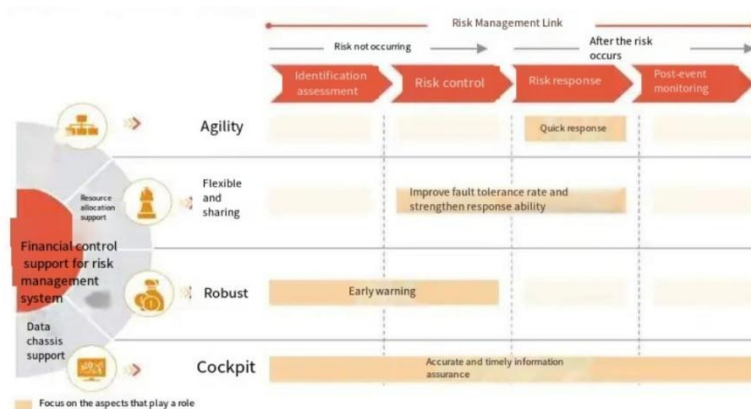 Risk Management Link
Risk not occurring
After the risk
occurs
Identification
assessment
Risk control
Risk response
Post-event
monitoring
Agility
Quick response
Flexible
and
sharing
Improve fault tolerance rate and
strengthen response ability
Resource
allocation
support
Financial control
support for risk
management
system
Robust
Early warning
Data
chassis
support
Cockpit
Accurate and timely information
assurance
Focus on the aspects that play a role